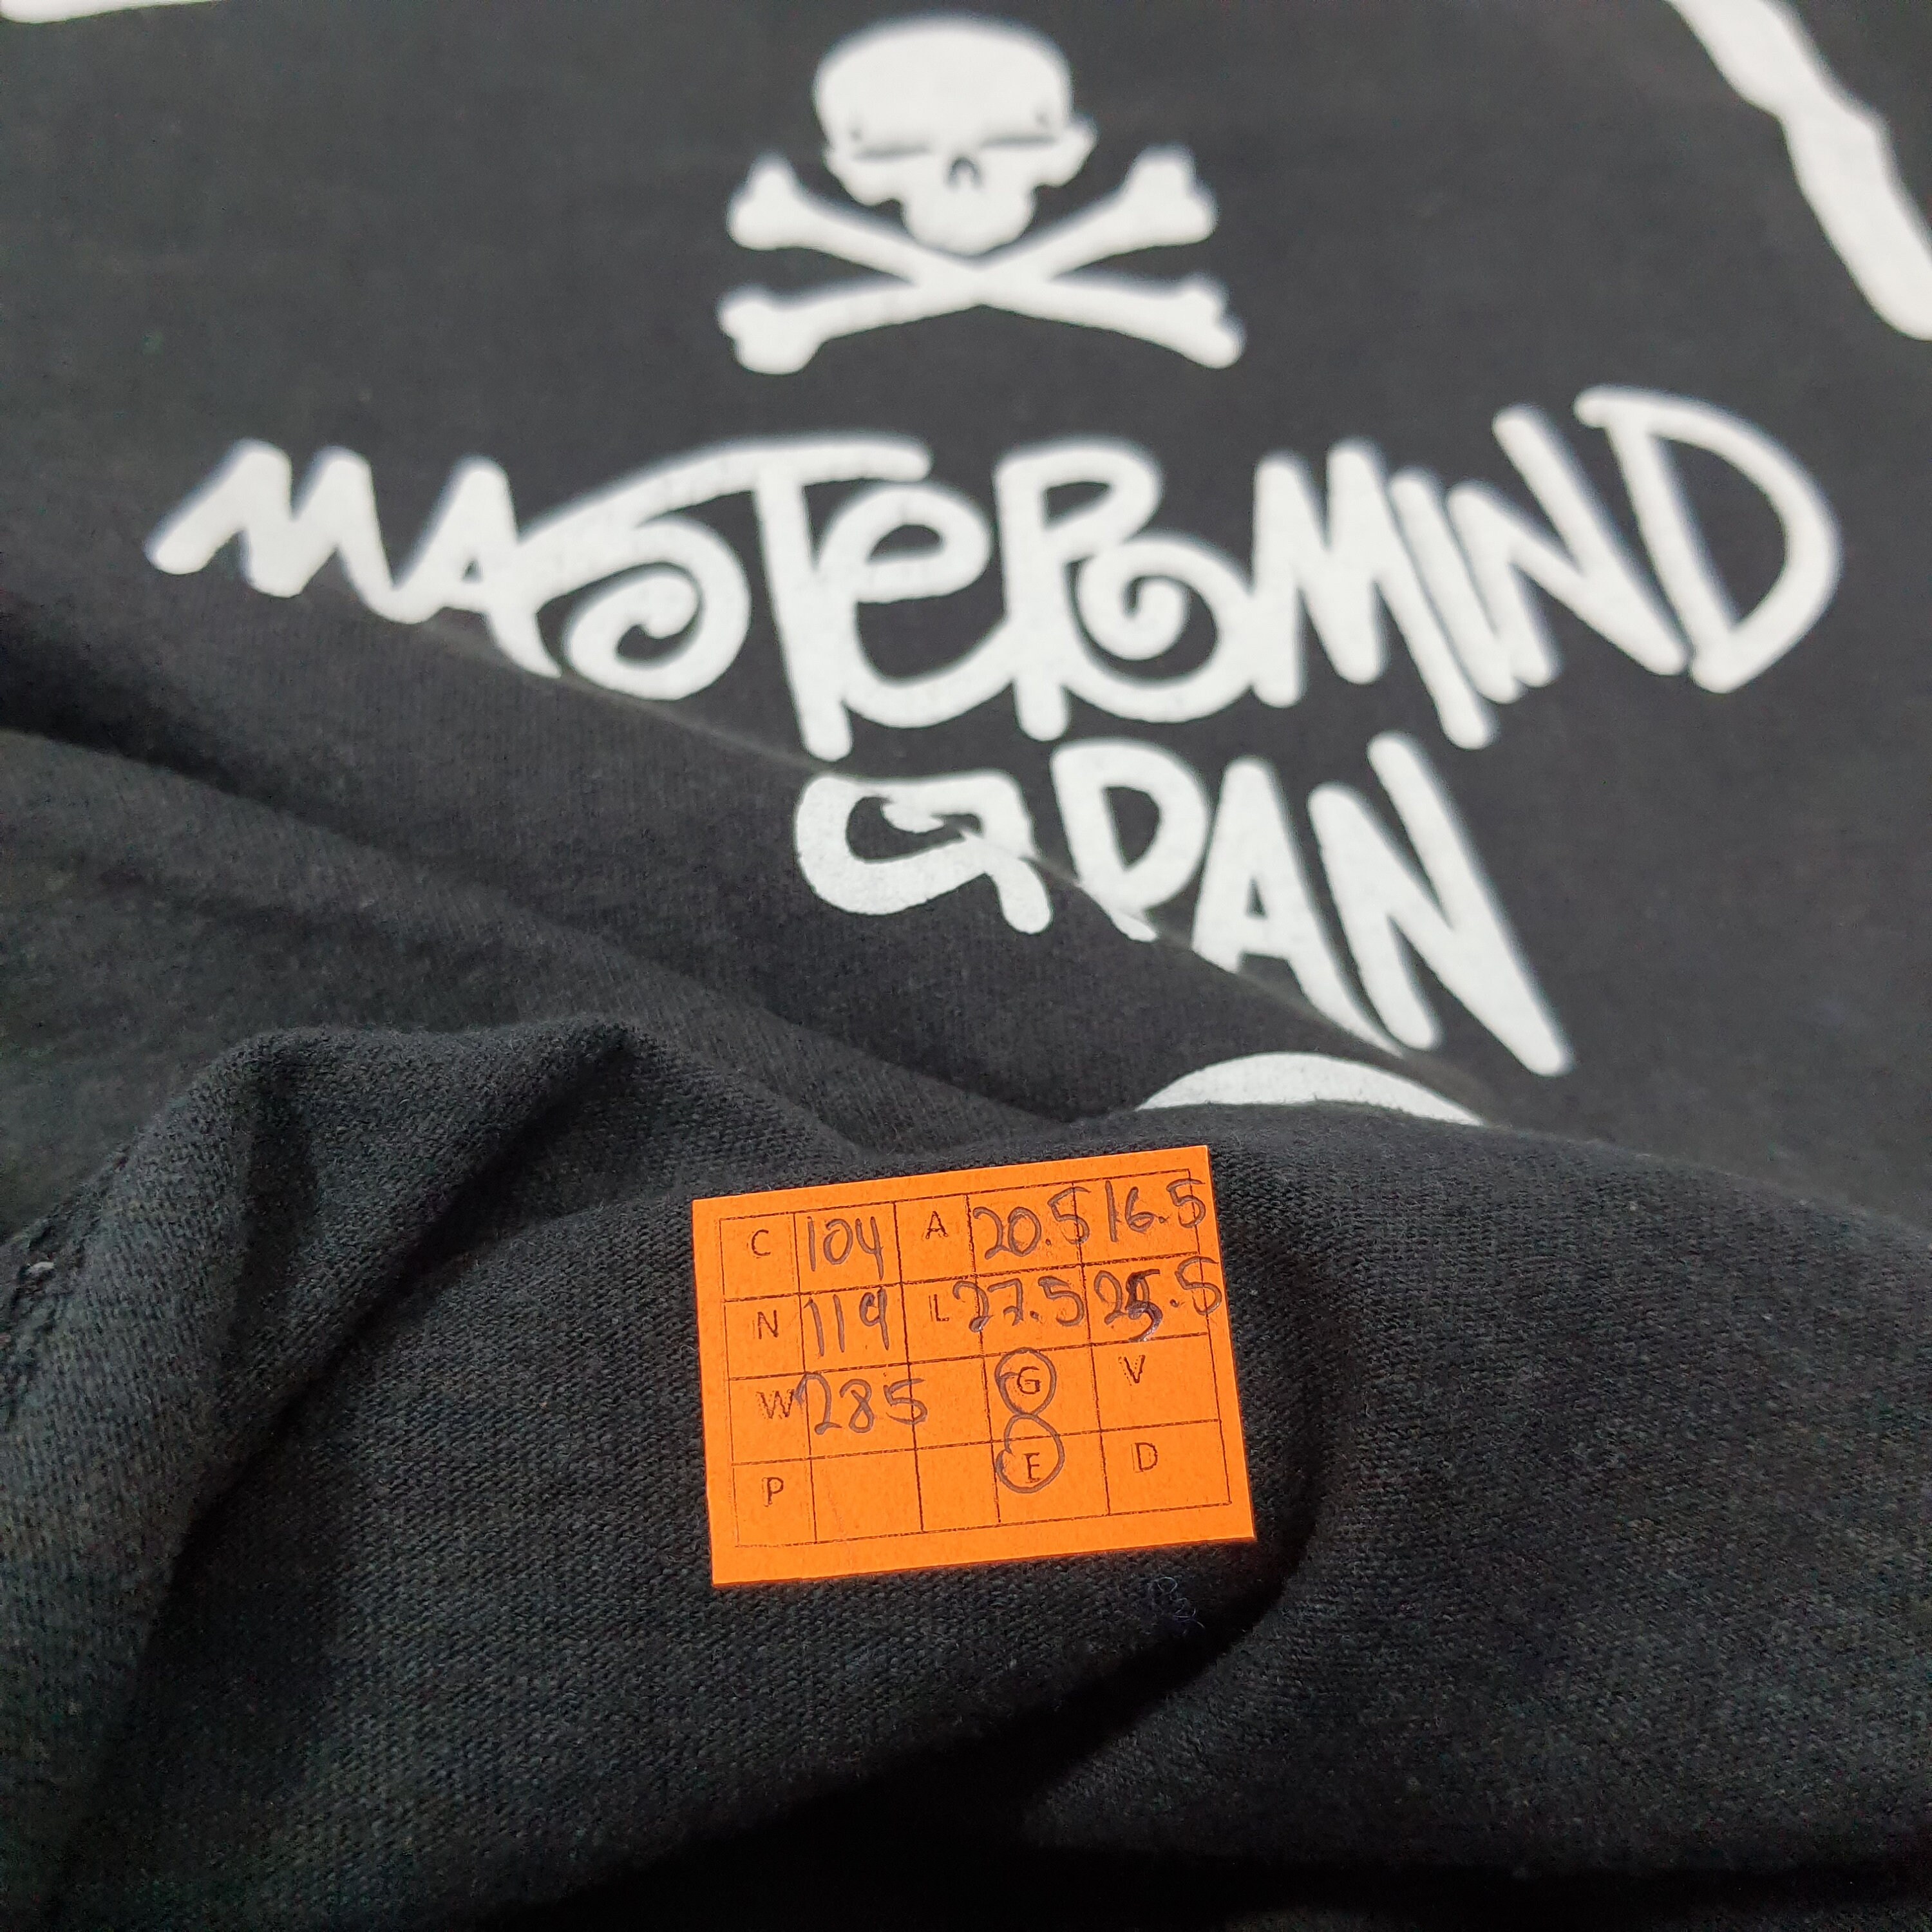 MASTERMIND
JAPAN
C 104 A 20.5 16.5
N 119 L 27.5 25.5
W 285 G V
P E D